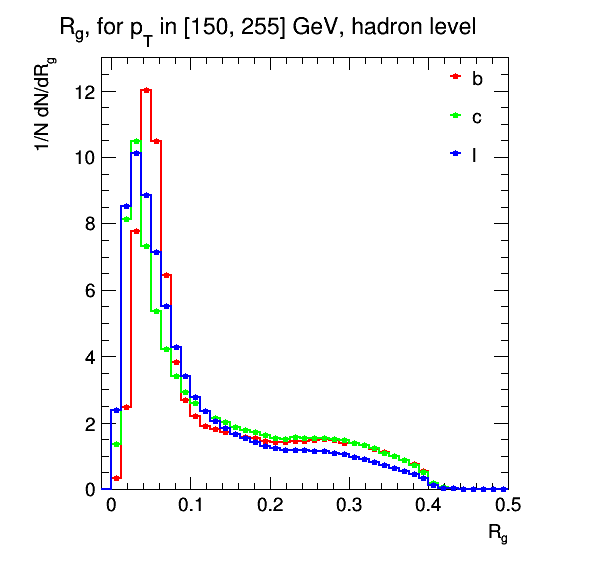 R_g, for p_T in [150, 255] GeV, hadron level
1/N dN/dR_g
b
c
l
12
10
8
6
4
2
0
0 0.1 0.2 0.3 0.4 0.5
R_g